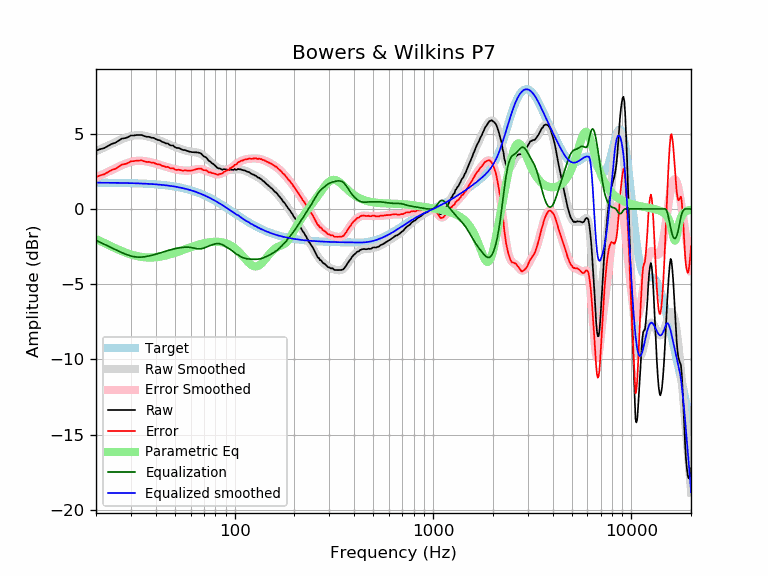 Bowers & Wilkins P7
Amplitude (dBr)
5
0
−5
−10
−15
−20
Target
Raw Smoothed
Error Smoothed
Raw
Error
Parametric Eq
Equalization
Equalized smoothed
100
1000
10000
Frequency (Hz)